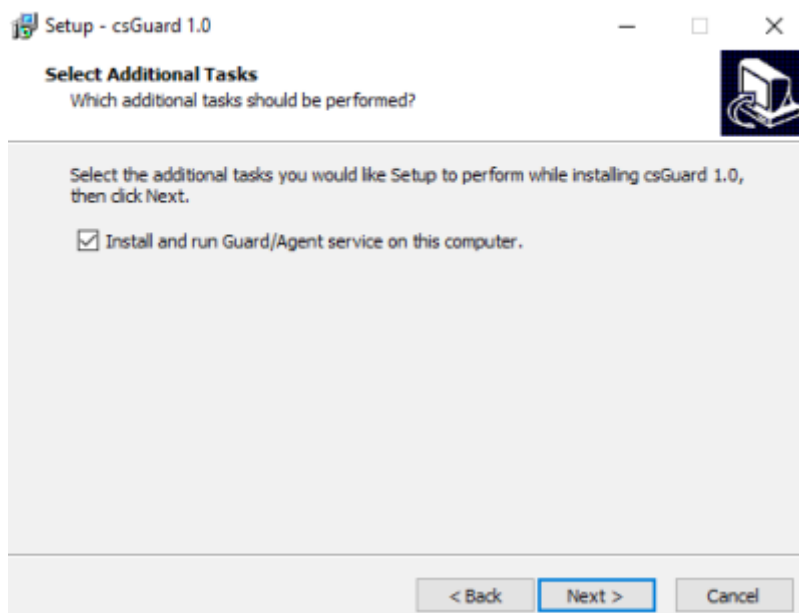 Setup - csGuard 1.0
Select Additional Tasks
Which additional tasks should be performed?
Select the additional tasks you would like Setup to perform while installing csGuard 1.0,
then click Next.
Install and run Guard/Agent service on this computer.
< Back
Next >
Cancel